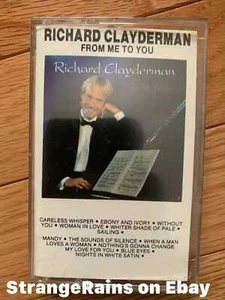 RICHARD CLAYDERMAN
FROM ME TO YOU
Richard Clayderman
CARELESS WHISPER • EBONY AND IVORY • WITHOUT
YOU • WOMAN IN LOVE • WHITER SHADE OF PALE •
SAILING •
MANDY • THE SOUNDS OF SILENCE • WHEN A MAN
LOVES A WOMAN • NOTHING'S GONNA CHANGE
MY LOVE FOR YOU • BLUE EYES •
NIGHTS IN WHITE SATIN •
StrangeRains on Ebay